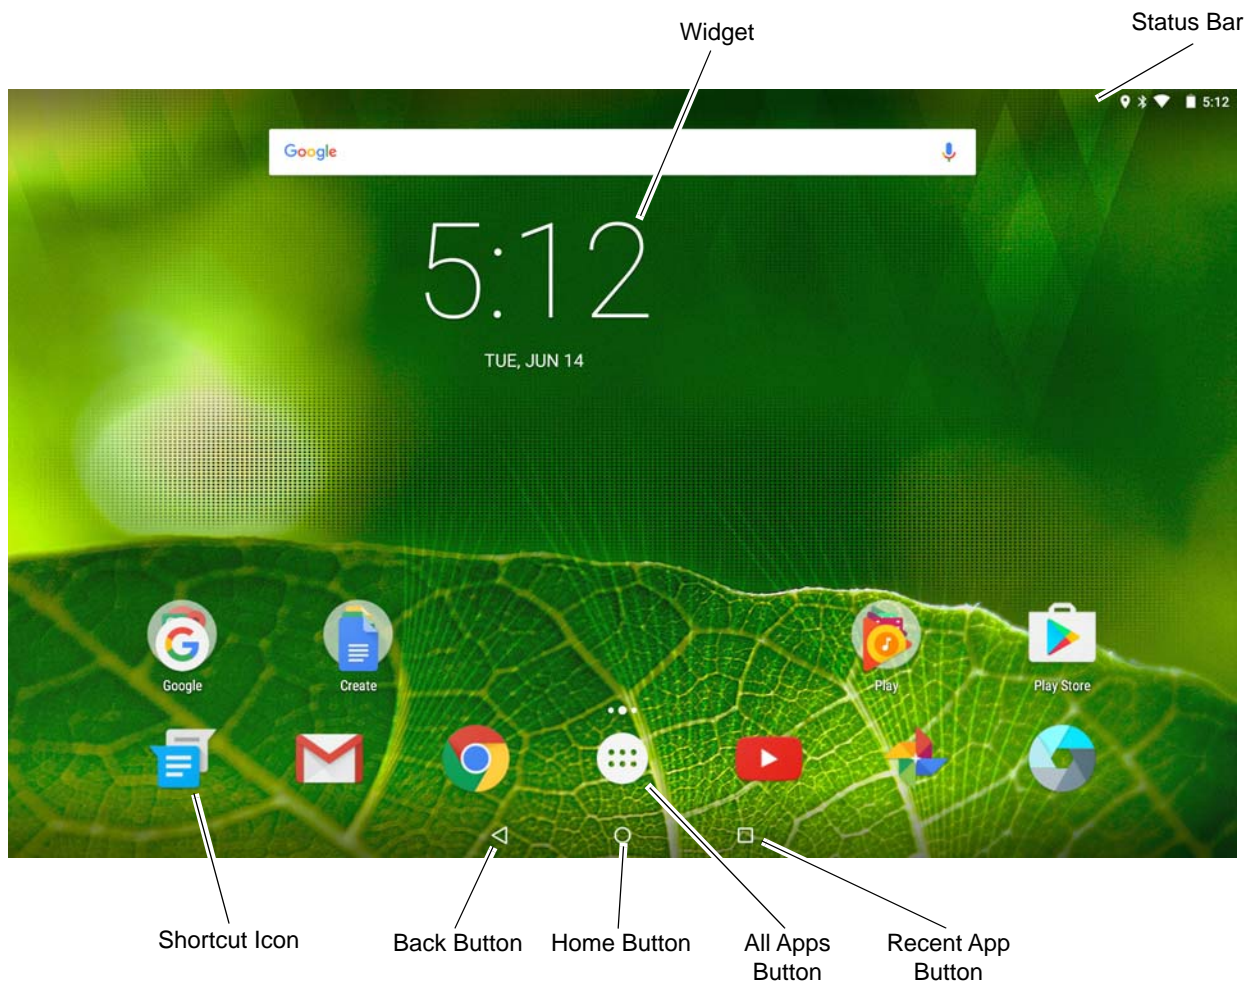 Widget
Status Bar
5:12
Google
5:12
TUE, JUN 14
Google
Create
Play
Play Store
Shortcut Icon
Back Button
Home Button
All Apps
Button
Recent App
Button